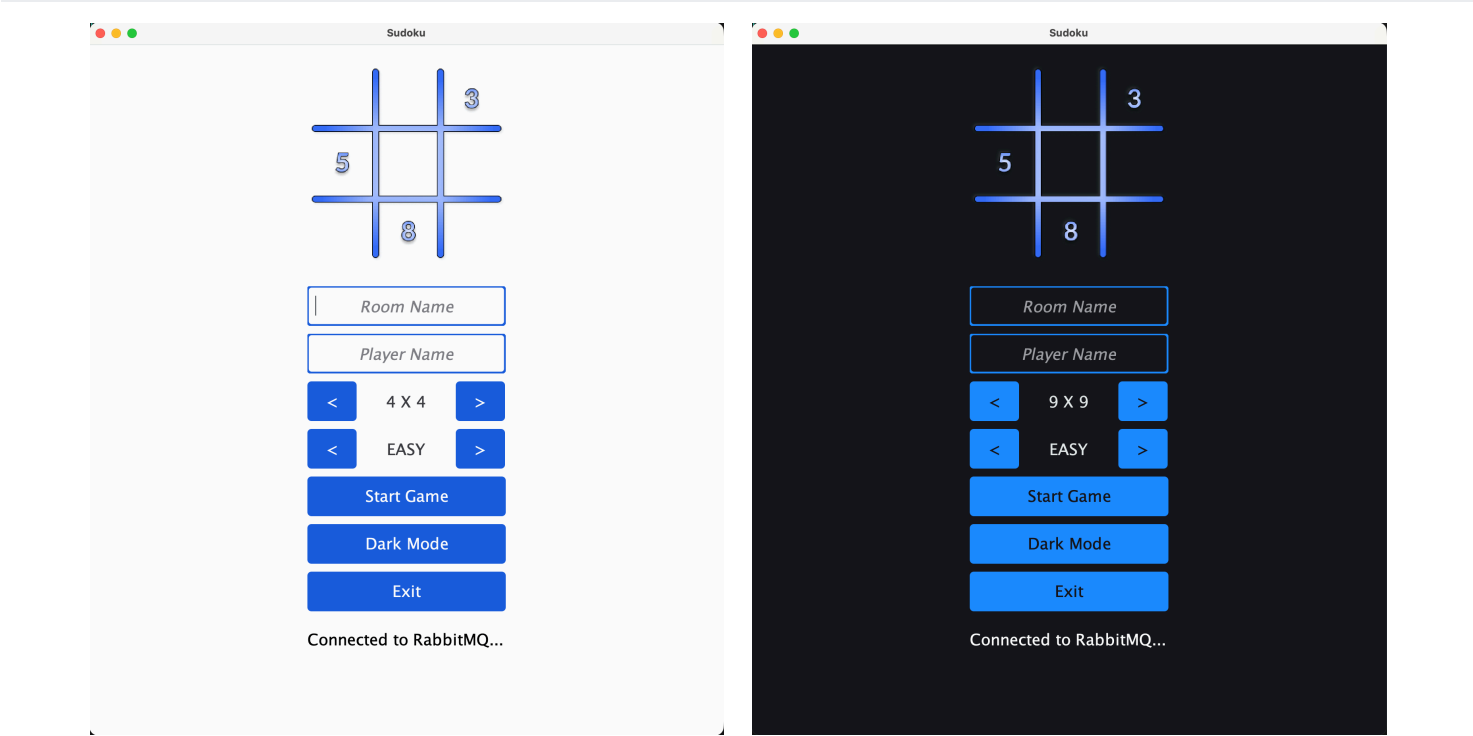 Sudoku
3
5
8
Room Name
Player Name
< 4 X 4 >
< EASY >
Start Game
Dark Mode
Exit
Connected to RabbitMQ...
Sudoku
3
5
8
Room Name
Player Name
< 9 X 9 >
< EASY >
Start Game
Dark Mode
Exit
Connected to RabbitMQ...